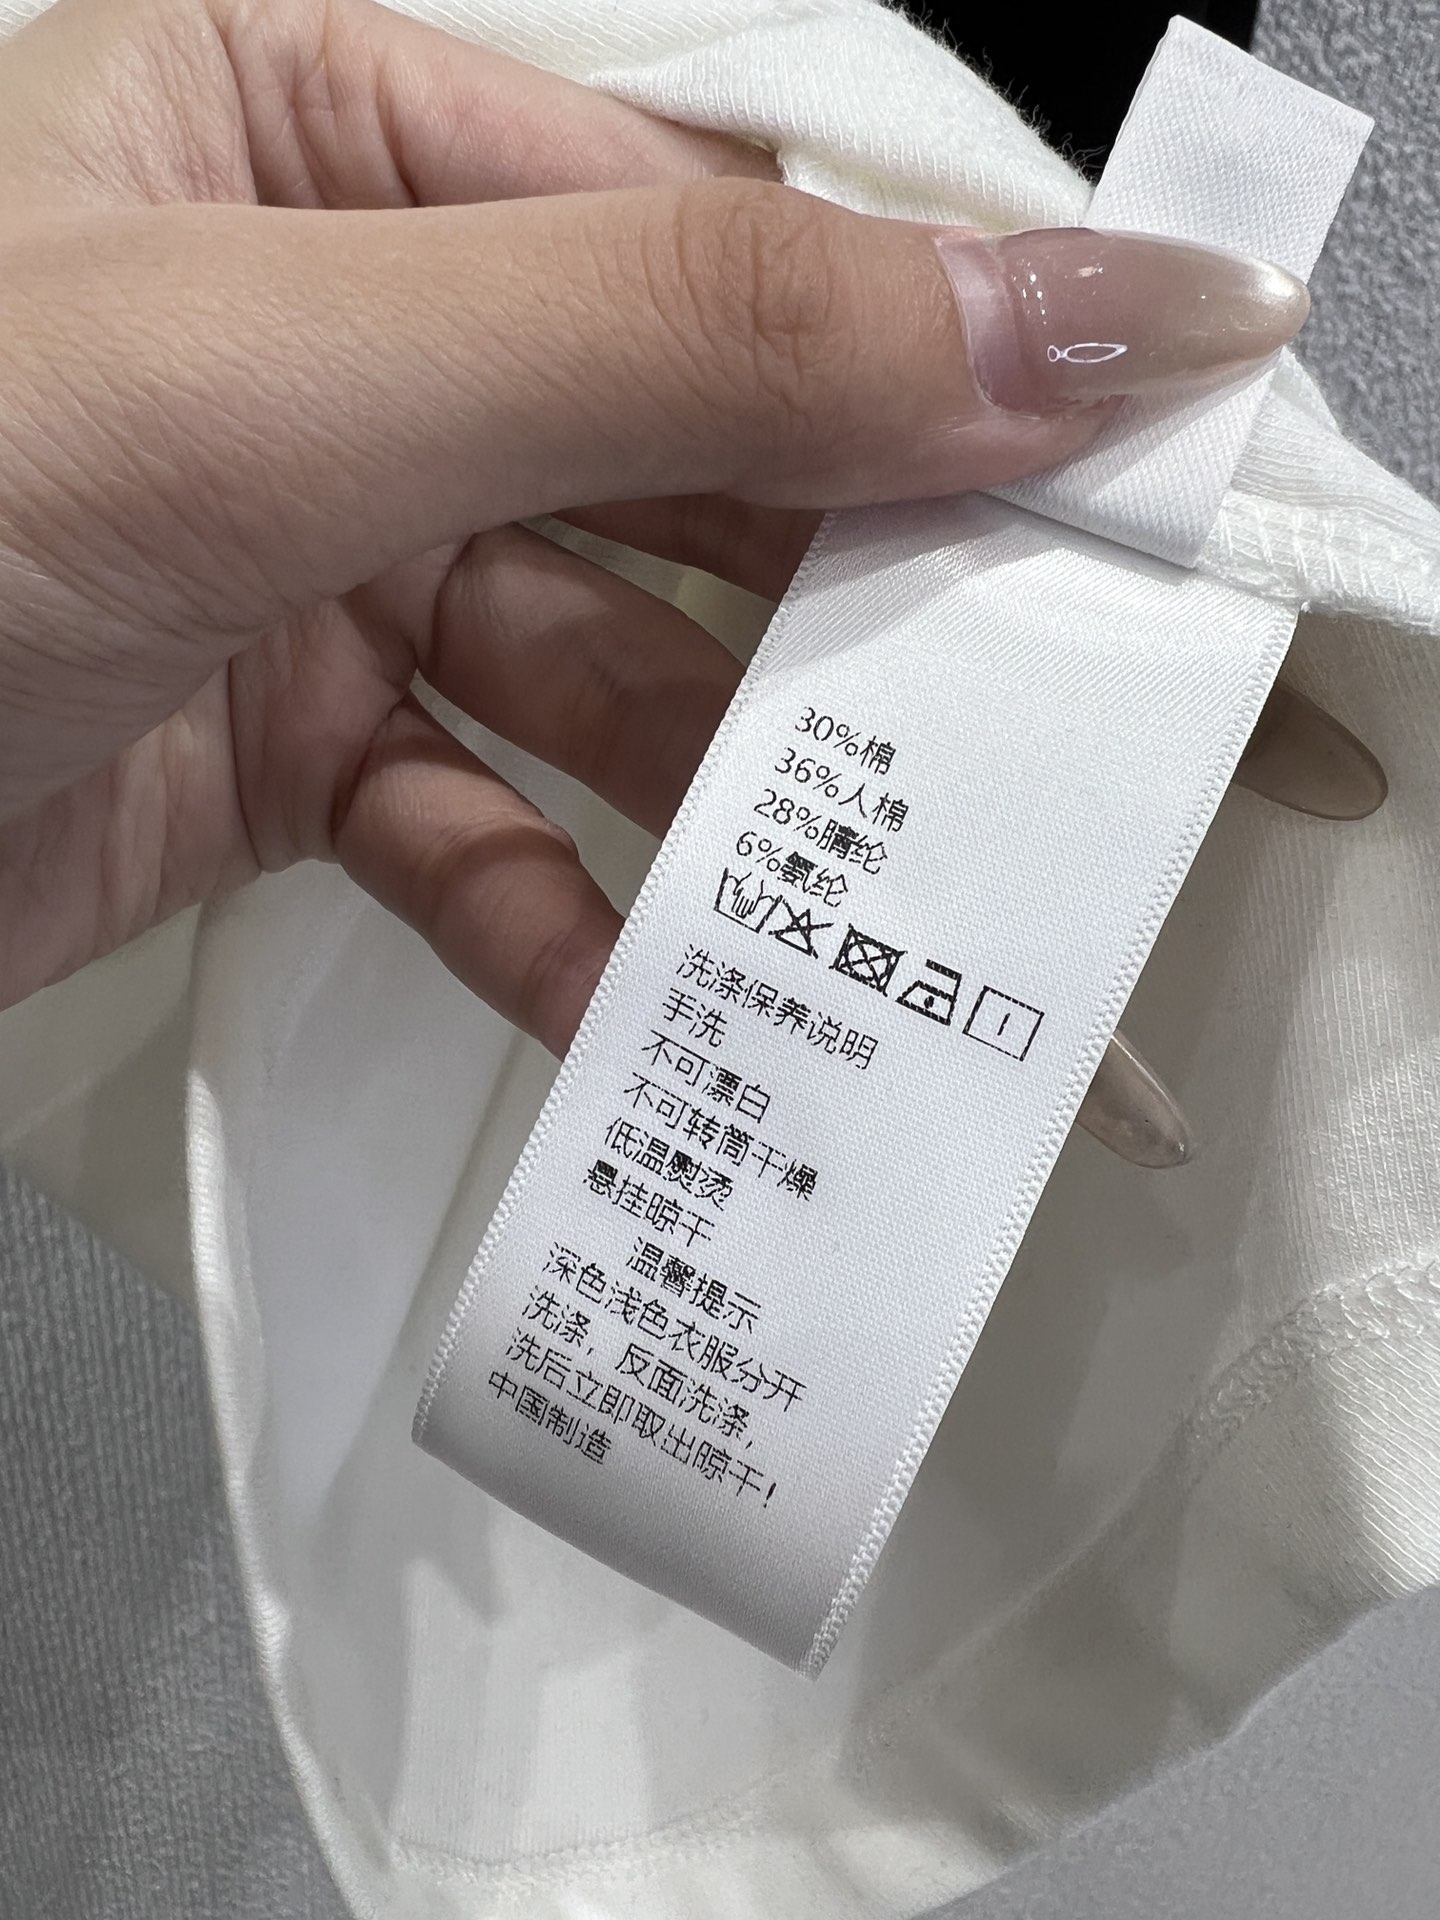 30%棉
36%人棉
28%腈纶
6%氨纶
洗涤保养说明
手洗
不可漂白
不可转筒干燥
低温熨烫
悬挂晾干
温馨提示
深色浅色衣服分开
洗涤，反面洗涤，
洗后立即取出晾干！
中国制造